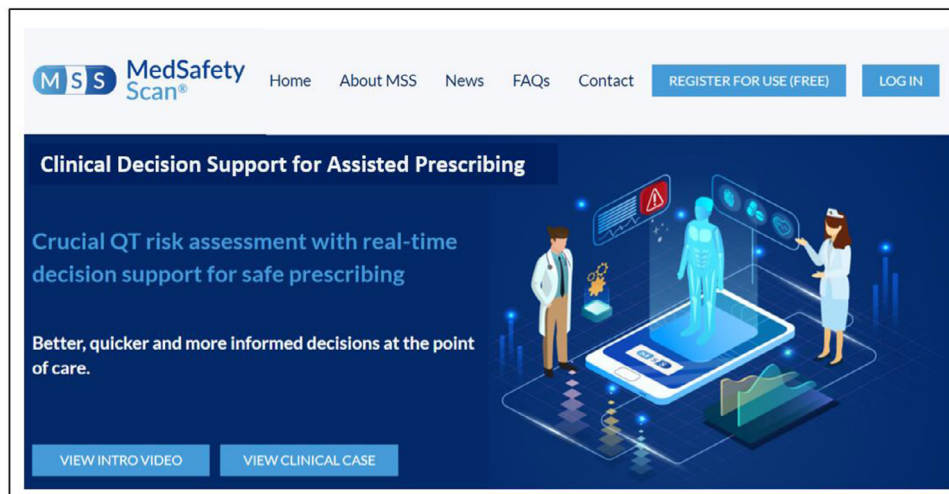 MSS MedSafety
Scan®
Home About MSS News FAQs Contact REGISTER FOR USE (FREE) LOG IN
Clinical Decision Support for Assisted Prescribing
Crucial QT risk assessment with real-time
decision support for safe prescribing
Better, quicker and more informed decisions at the point
of care.
VIEW INTRO VIDEO VIEW CLINICAL CASE
MSS